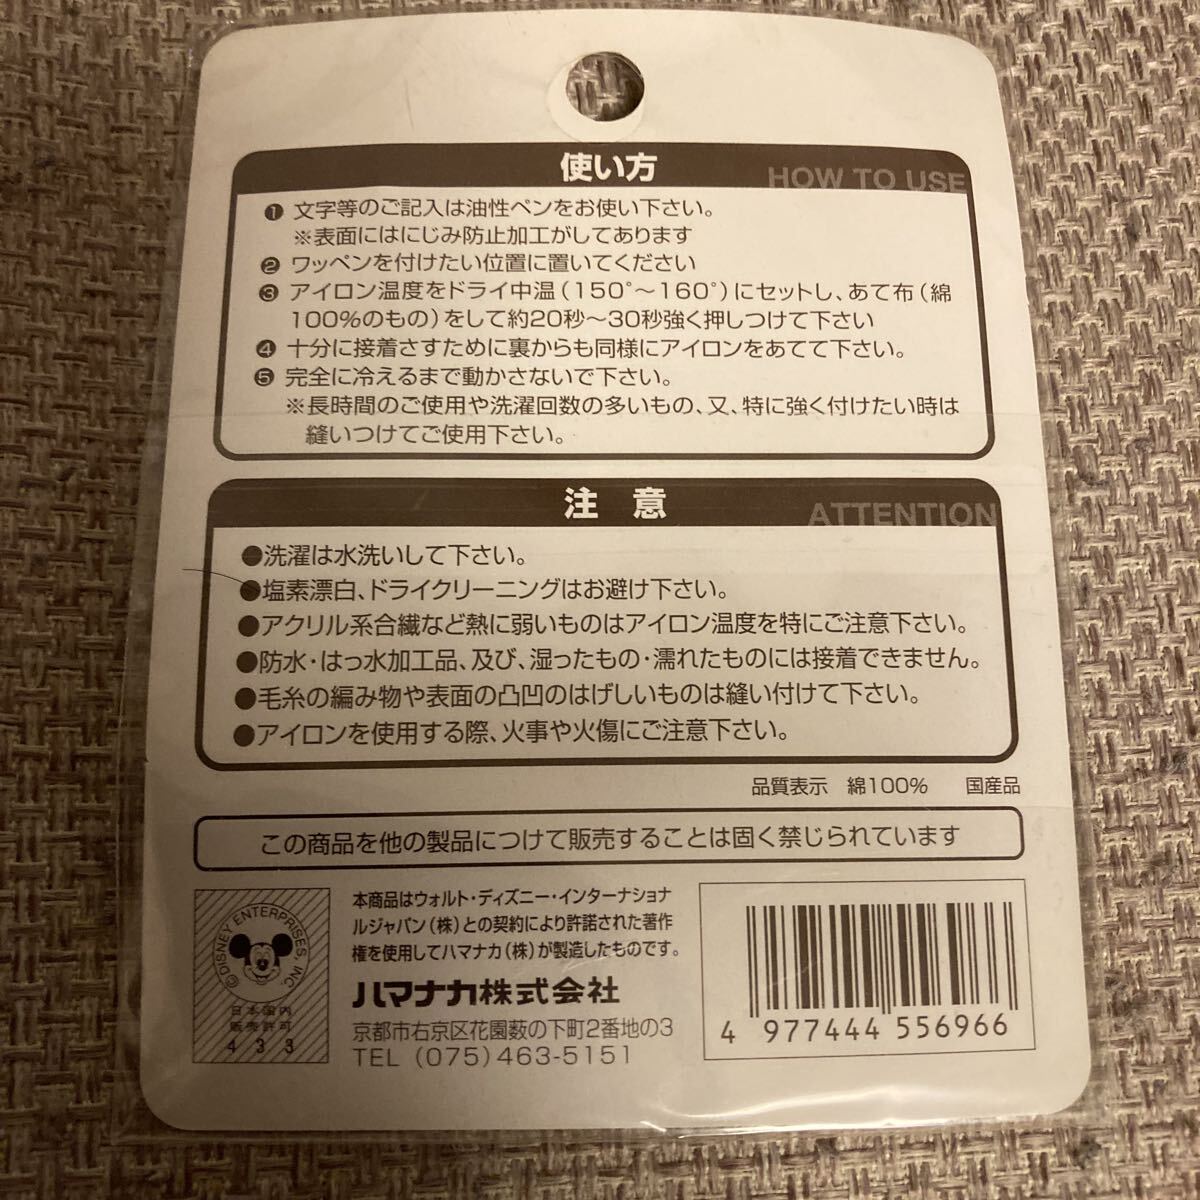 使い方
HOW TO USE
❶ 文字等のご記入は油性ペンをお使い下さい。
※表面にはにじみ防止加工がしてあります
❷ ワッペンを付けたい位置に置いてください
❸ アイロン温度をドライ中温(150°〜160°)にセットし、あて布(綿
100%のもの)をして約20秒〜30秒強く押しつけて下さい
❹ 十分に接着さすために裏からも同様にアイロンをあてて下さい。
❺ 完全に冷えるまで動かさないで下さい。
※長時間のご使用や洗濯回数の多いもの、又、特に強く付けたい時は
縫いつけてご使用下さい。
注 意
ATTENTION
●洗濯は水洗いして下さい。
●塩素漂白、ドライクリーニングはお避け下さい。
●アクリル系合繊など熱に弱いものはアイロン温度を特にご注意下さい。
●防水・はっ水加工品、及び、湿ったもの・濡れたものには接着できません。
●毛糸の編み物や表面の凸凹のはげしいものは縫い付けて下さい。
●アイロンを使用する際、火事や火傷にご注意下さい。
品質表示 綿100% 国産品
この商品を他の製品につけて販売することは固く禁じられています
©DISNEY ENTERPRISES, INC
日本国内
販売許可
433
本商品はウォルト・ディズニー・インターナショナ
ルジャパン(株)との契約により許諾された著作
権を使用してハマナカ(株)が製造したものです。
ハマナカ株式会社
京都市右京区花園薮の下町2番地の3
TEL (075)463-5151
4 977444 556966